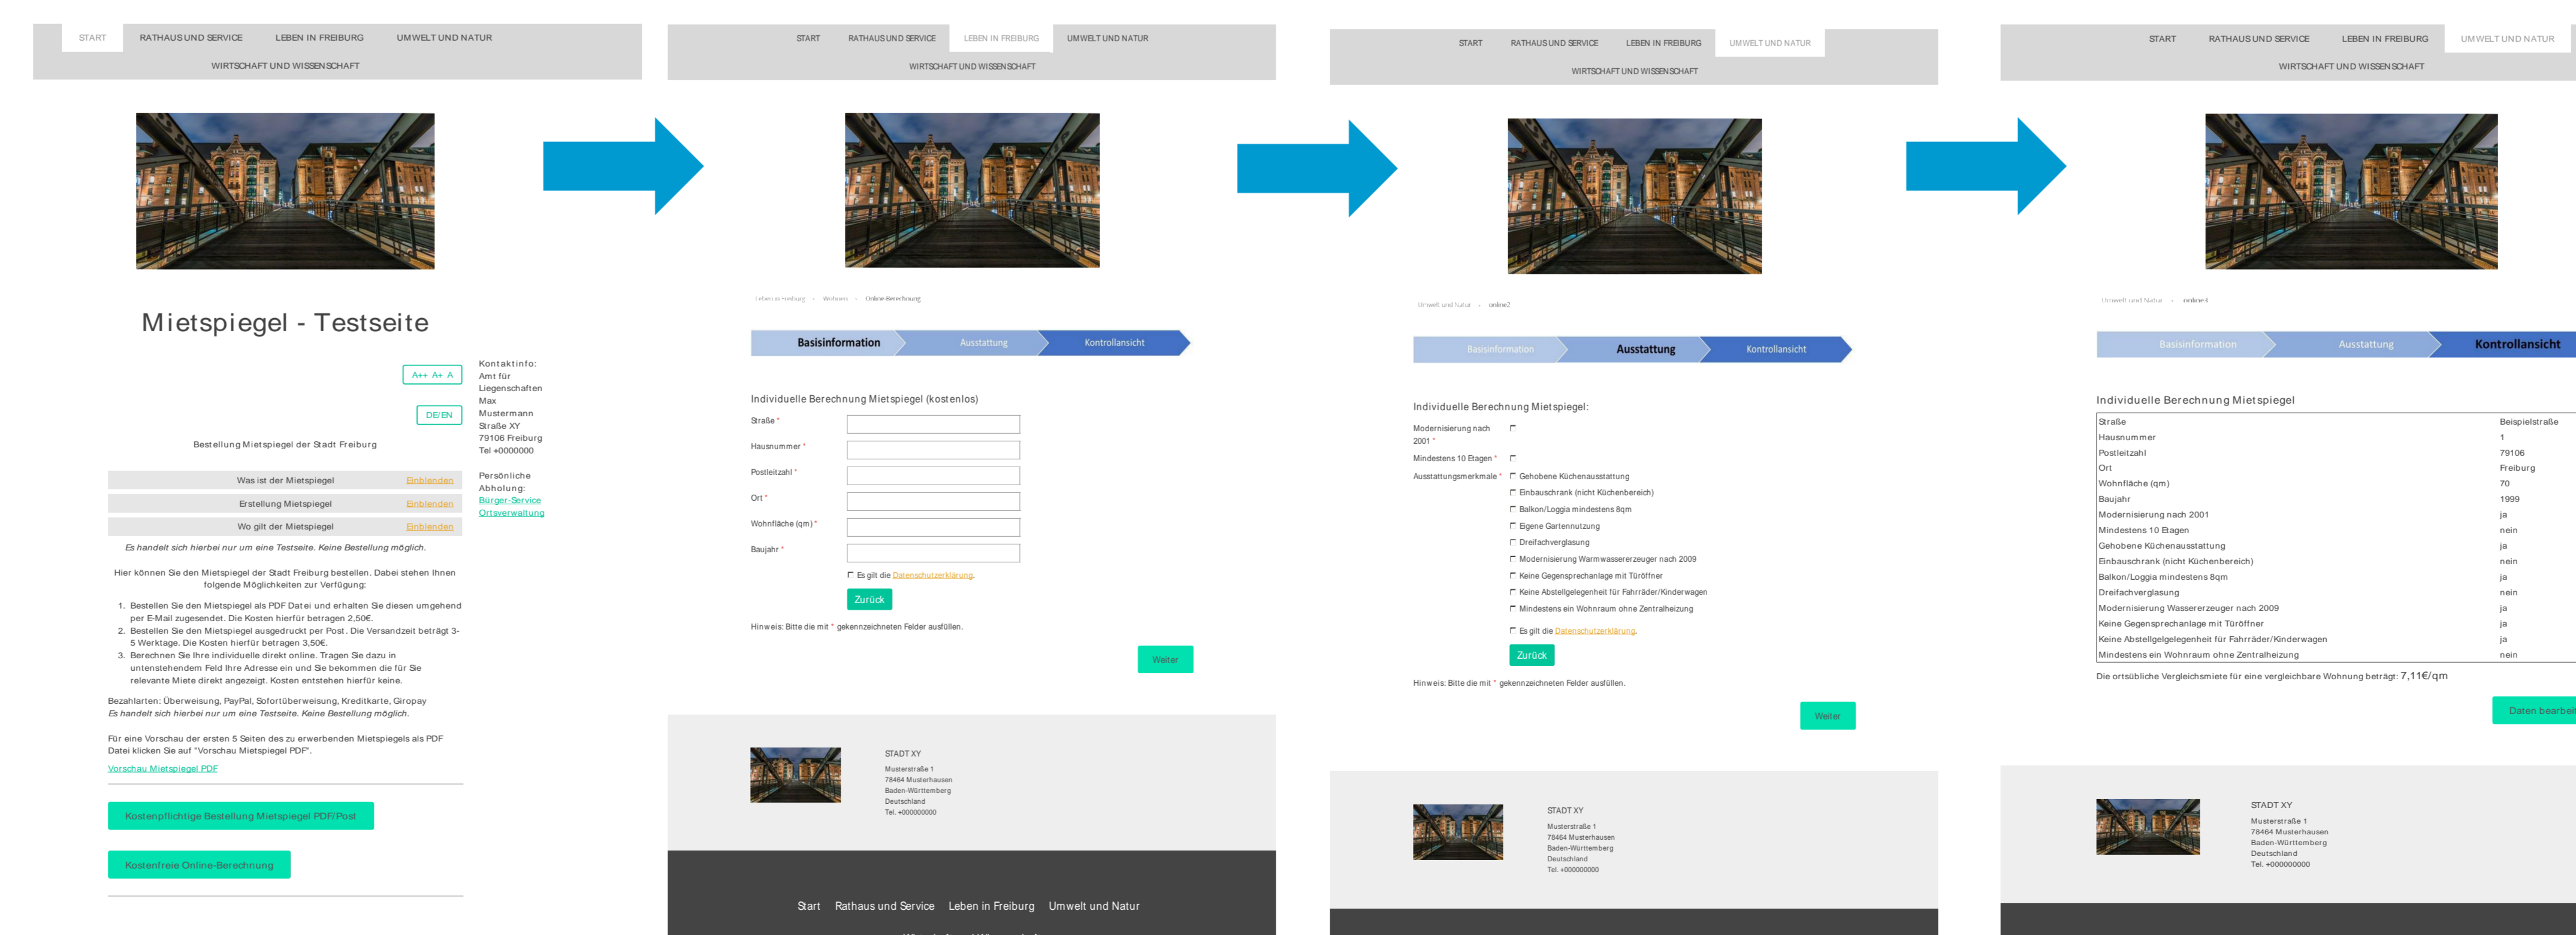 START RATHAUS UND SERVICE LEBEN IN FREIBURG UMWELT UND NATUR
WIRTSCHAFT UND WISSENSCHAFT
Mietspiegel - Testseite
A++ A+ A
DE/EN
Kontaktinfo:
Amt für
Liegenschaften
Max
Mustermann
Straße XY
79106 Freiburg
Tel +0000000
Persönliche
Abholung:
Bürger-Service
Ortsverwaltung
Bestellung Mietspiegel der Stadt Freiburg
Was ist der Mietspiegel Einblenden
Erstellung Mietspiegel Einblenden
Wo gilt der Mietspiegel Einblenden
Es handelt sich hierbei nur um eine Testseite. Keine Bestellung möglich.
Hier können Sie den Mietspiegel der Stadt Freiburg bestellen. Dabei stehen Ihnen
folgende Möglichkeiten zur Verfügung:
1. Bestellen Sie den Mietspiegel als PDF Datei und erhalten Sie diesen umgehend
per E-Mail zugesendet. Die Kosten hierfür betragen 2,50€.
2. Bestellen Sie den Mietspiegel ausgedruckt per Post. Die Versandzeit beträgt 3-
5 Werktage. Die Kosten hierfür betragen 3,50€.
3. Berechnen Sie Ihre individuelle direkt online. Tragen Sie dazu in
untenstehendem Feld Ihre Adresse ein und Sie bekommen die für Sie
relevante Miete direkt angezeigt. Kosten entstehen hierfür keine.
Bezahlarten: Überweisung, PayPal, Sofortüberweisung, Kreditkarte, Giropay
Es handelt sich hierbei nur um eine Testseite. Keine Bestellung möglich.
Für eine Vorschau der ersten 5 Seiten des zu erwerbenden Mietspiegels als PDF
Datei klicken Sie auf "Vorschau Mietspiegel PDF".
Vorschau Mietspiegel PDF
Kostenpflichtige Bestellung Mietspiegel PDF/Post
Kostenfreie Online-Berechnung
START RATHAUS UND SERVICE LEBEN IN FREIBURG UMWELT UND NATUR
WIRTSCHAFT UND WISSENSCHAFT
Leben in Freiburg › Wohnen › Online-Berechnung
Basisinformation Ausstattung Kontrollansicht
Individuelle Berechnung Mietspiegel (kostenlos)
Straße *
Hausnummer *
Postleitzahl *
Ort *
Wohnfläche (qm) *
Baujahr *
Es gilt die Datenschutzerklärung.
Zurück
Hinweis: Bitte die mit * gekennzeichneten Felder ausfüllen.
Weiter
STADT XY
Musterstraße 1
78464 Musterhausen
Baden-Württemberg
Deutschland
Tel. +000000000
Start Rathaus und Service Leben in Freiburg Umwelt und Natur
START RATHAUS UND SERVICE LEBEN IN FREIBURG UMWELT UND NATUR
WIRTSCHAFT UND WISSENSCHAFT
Umwelt und Natur › online2
Basisinformation Ausstattung Kontrollansicht
Individuelle Berechnung Mietspiegel:
Modernisierung nach
2001 *
Mindestens 10 Etagen *
Ausstattungsmerkmale * Gehobene Küchenausstattung
Einbauschrank (nicht Küchenbereich)
Balkon/Loggia mindestens 8qm
Eigene Gartennutzung
Dreifachverglasung
Modernisierung Warmwassererzeuger nach 2009
Keine Gegensprechanlage mit Türöffner
Keine Abstellgelegenheit für Fahrräder/Kinderwagen
Mindestens ein Wohnraum ohne Zentralheizung
Es gilt die Datenschutzerklärung.
Zurück
Hinweis: Bitte die mit * gekennzeichneten Felder ausfüllen.
Weiter
STADT XY
Musterstraße 1
78464 Musterhausen
Baden-Württemberg
Deutschland
Tel. +000000000
START RATHAUS UND SERVICE LEBEN IN FREIBURG UMWELT UND NATUR
WIRTSCHAFT UND WISSENSCHAFT
Umwelt und Natur › online3
Basisinformation Ausstattung Kontrollansicht
Individuelle Berechnung Mietspiegel
Straße Beispielstraße
Hausnummer 1
Postleitzahl 79106
Ort Freiburg
Wohnfläche (qm) 70
Baujahr 1999
Modernisierung nach 2001 ja
Mindestens 10 Etagen nein
Gehobene Küchenausstattung ja
Einbauschrank (nicht Küchenbereich) nein
Balkon/Loggia mindestens 8qm ja
Dreifachverglasung nein
Modernisierung Wassererzeuger nach 2009 ja
Keine Gegensprechanlage mit Türöffner ja
Keine Abstellgelgelegenheit für Fahrräder/Kinderwagen ja
Mindestens ein Wohnraum ohne Zentralheizung nein
Die ortsübliche Vergleichsmiete für eine vergleichbare Wohnung beträgt: 7,11€/qm
Daten bearbeit
STADT XY
Musterstraße 1
78464 Musterhausen
Baden-Württemberg
Deutschland
Tel. +000000000